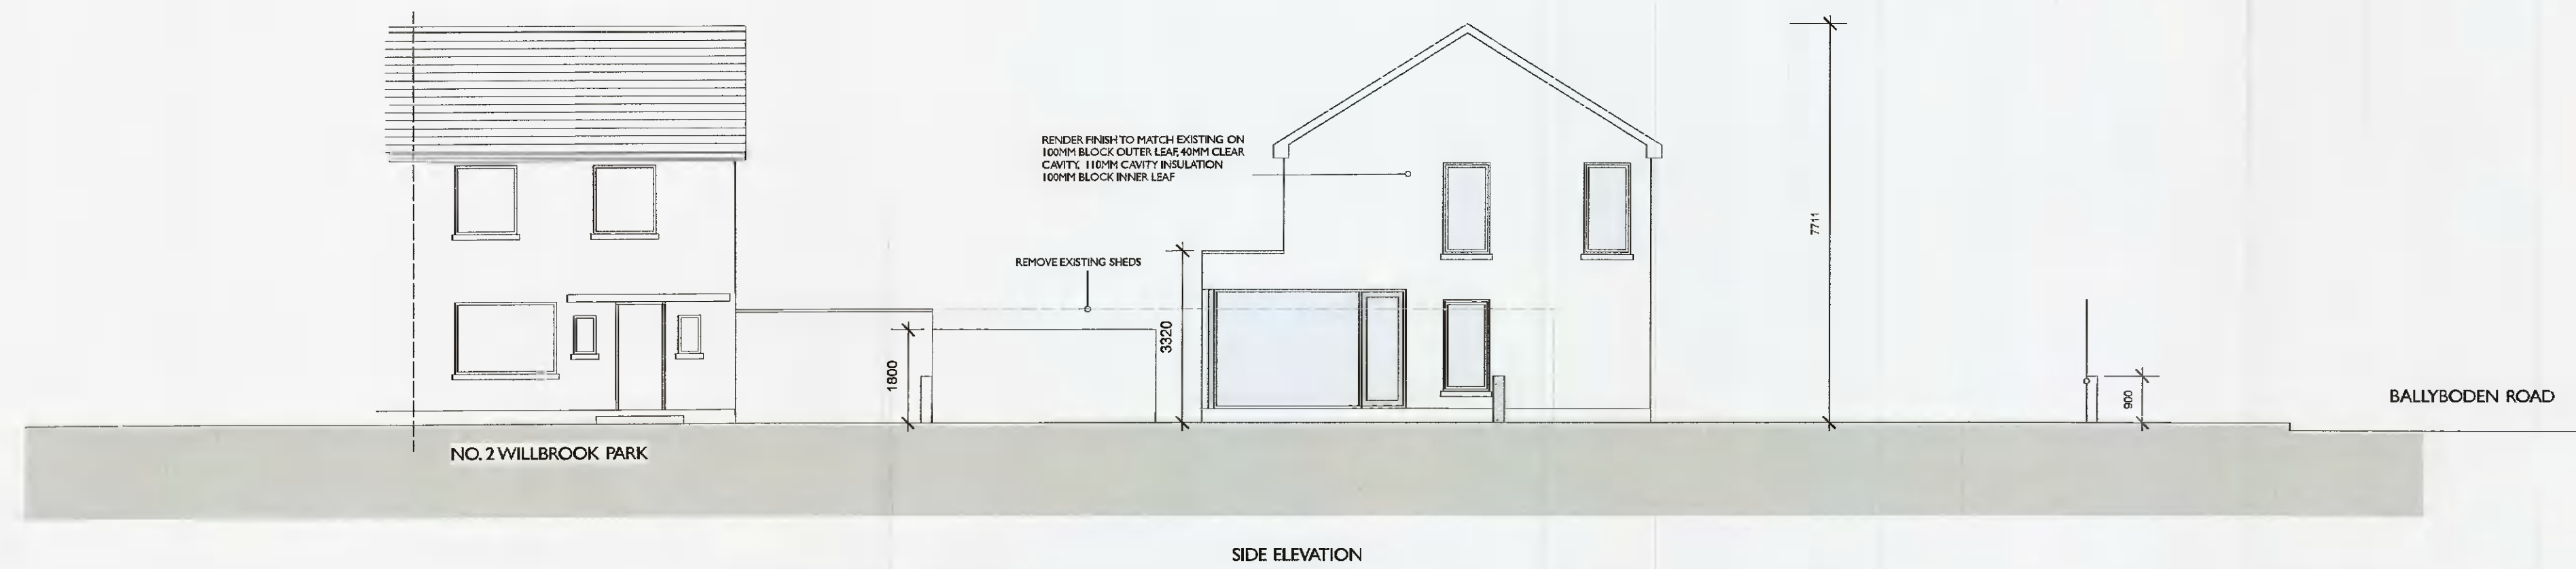 RENDER FINISH TO MATCH EXISTING ON
100MM BLOCK OUTER LEAF, 40MM CLEAR
CAVITY, 110MM CAVITY INSULATION
100MM BLOCK INNER LEAF
7711
REMOVE EXISTING SHEDS
3320
1800
900
BALLYBODEN ROAD
NO. 2 WILLBROOK PARK
SIDE ELEVATION